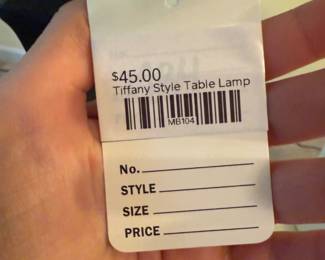 $45.00
Tiffany Style Table Lamp
MB104
No.
STYLE
SIZE
PRICE